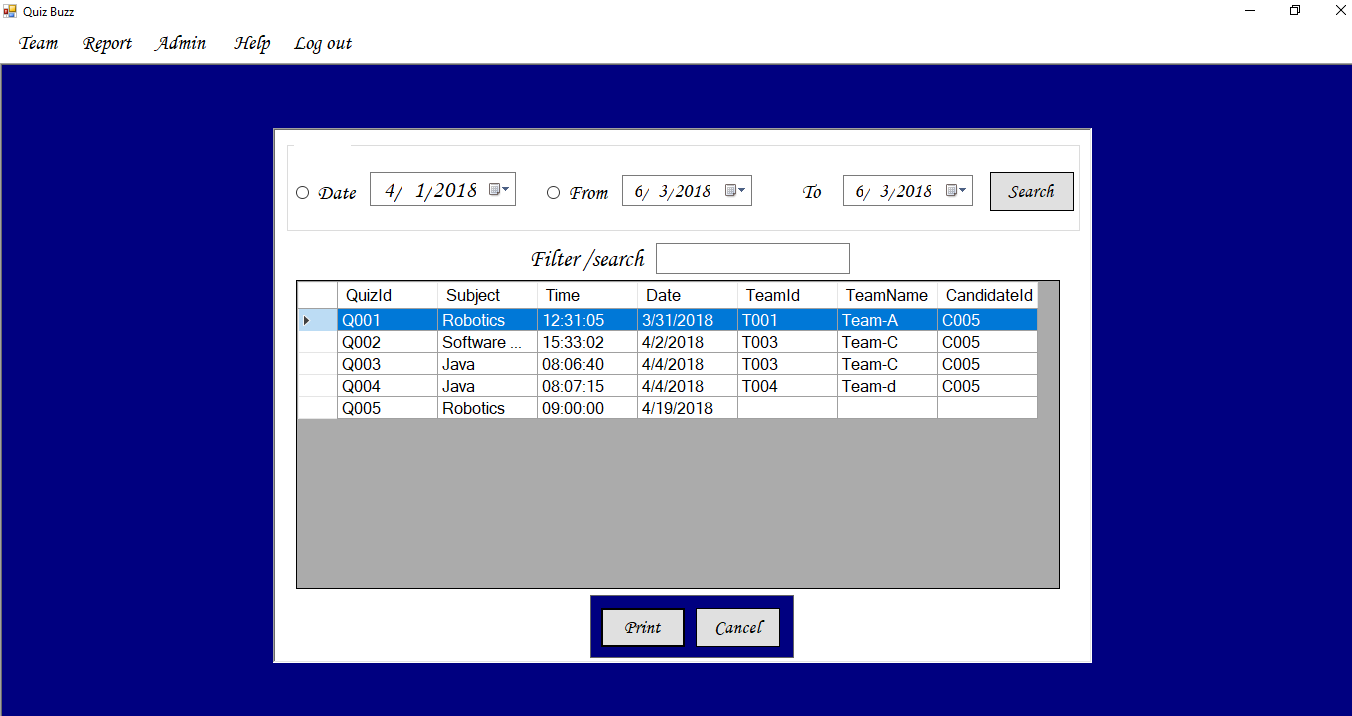 Quiz Buzz
Team Report Admin Help Log out
Date 4/ 1/2018 From 6/ 3/2018 To 6/ 3/2018 Search
Filter /search
QuizId Subject Time Date TeamId TeamName CandidateId
Q001 Robotics 12:31:05 3/31/2018 T001 Team-A C005
Q002 Software ... 15:33:02 4/2/2018 T003 Team-C C005
Q003 Java 08:06:40 4/4/2018 T003 Team-C C005
Q004 Java 08:07:15 4/4/2018 T004 Team-d C005
Q005 Robotics 09:00:00 4/19/2018
Print Cancel